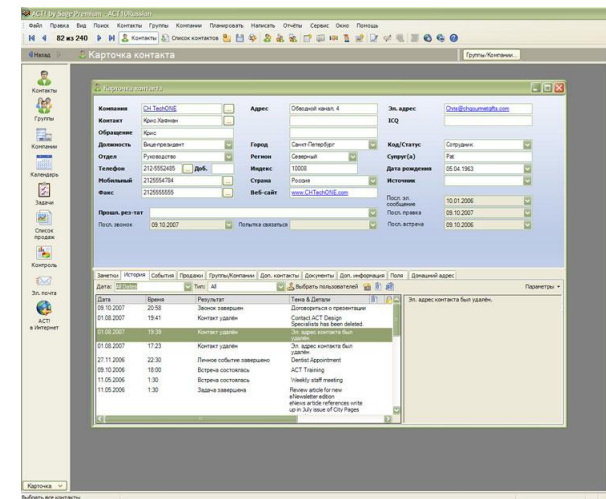 ACT! by Sage Premium - ACT10Russian
Файл Правка Вид Поиск Контакты Группы Компании Планировать Написать Отчёты Сервис Окно Помощь
82 из 240 Контакты Список контактов
Назад Карточка контакта Группы/Компании...
Контакты
Группы
Компании
Календарь
Задачи
Список продаж
Контроль
Эл. почта
ACT! в Интернет
Карточка
Выбрать все контакты
Карточка контакта
Компания CH TechONE Адрес Обводной канал, 4 Эл. адрес
Контакт Крис Хафман ICQ
Обращение Крис
Должность Вице-президент Город Санкт-Петербург Код/Статус Сотрудник
Отдел Руководство Регион Северный Супруг(а) Pat
Телефон 212-5552485 Доб. Индекс 10008 Дата рождения 05.04.1963
Мобильный 2125554784 Страна Россия Источник
Факс 2125555555 Веб-сайт www.CHTechONE.com Посл. эл. сообщение 10.01.2006
Прошл. рез-тат Посл. правка 09.10.2007
Посл. звонок 09.10.2007 Попытка связаться Посл. встреча 09.10.2006
Заметки История События Продажи Группы/Компании Доп. контакты Документы Доп. информация Поля Домашний адрес
Дата: All Dates Тип: All Выбрать пользователей Параметры
Дата Время Результат Тема & Детали
09.10.2007 20:58 Звонок завершен Договориться о презентации
01.08.2007 19:41 Контакт удалён Contact ACT Design Specialists has been deleted.
01.08.2007 19:39 Контакт удалён Эл. адрес контакта был удалён.
01.08.2007 17:23 Контакт удалён Эл. адрес контакта был удалён.
27.11.2006 22:30 Личное событие завершено Dentist Appointment
09.10.2006 18:00 Встреча состоялась ACT Training
11.05.2006 1:30 Встреча состоялась Weekly staff meeting
11.05.2006 1:30 Задача завершена Review article for new eNewsletter edition
eNews article references write up in July issue of City Pages
Эл. адрес контакта был удалён.